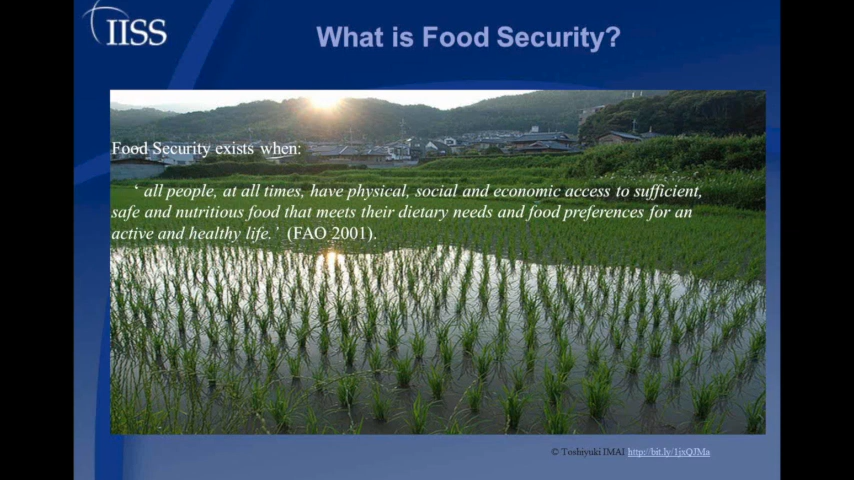 IISS
What is Food Security?
Food Security exists when:
‘ all people, at all times, have physical, social and economic access to sufficient,
safe and nutritious food that meets their dietary needs and food preferences for an
active and healthy life.’ (FAO 2001).
© Toshiyuki IMAI http://bit.ly/1jxQJMa